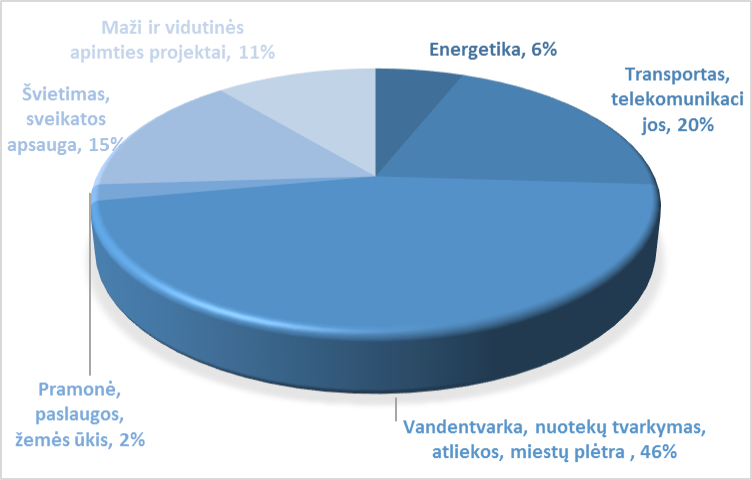 Maži ir vidutinės
apimties projektai, 11%
Energetika, 6%
Transportas,
telekomunikaci
jos, 20%
Švietimas,
sveikatos
apsauga, 15%
Pramonė,
paslaugos,
žemės ūkis, 2%
Vandentvarka, nuotekų tvarkymas,
atliekos, miestų plėtra , 46%